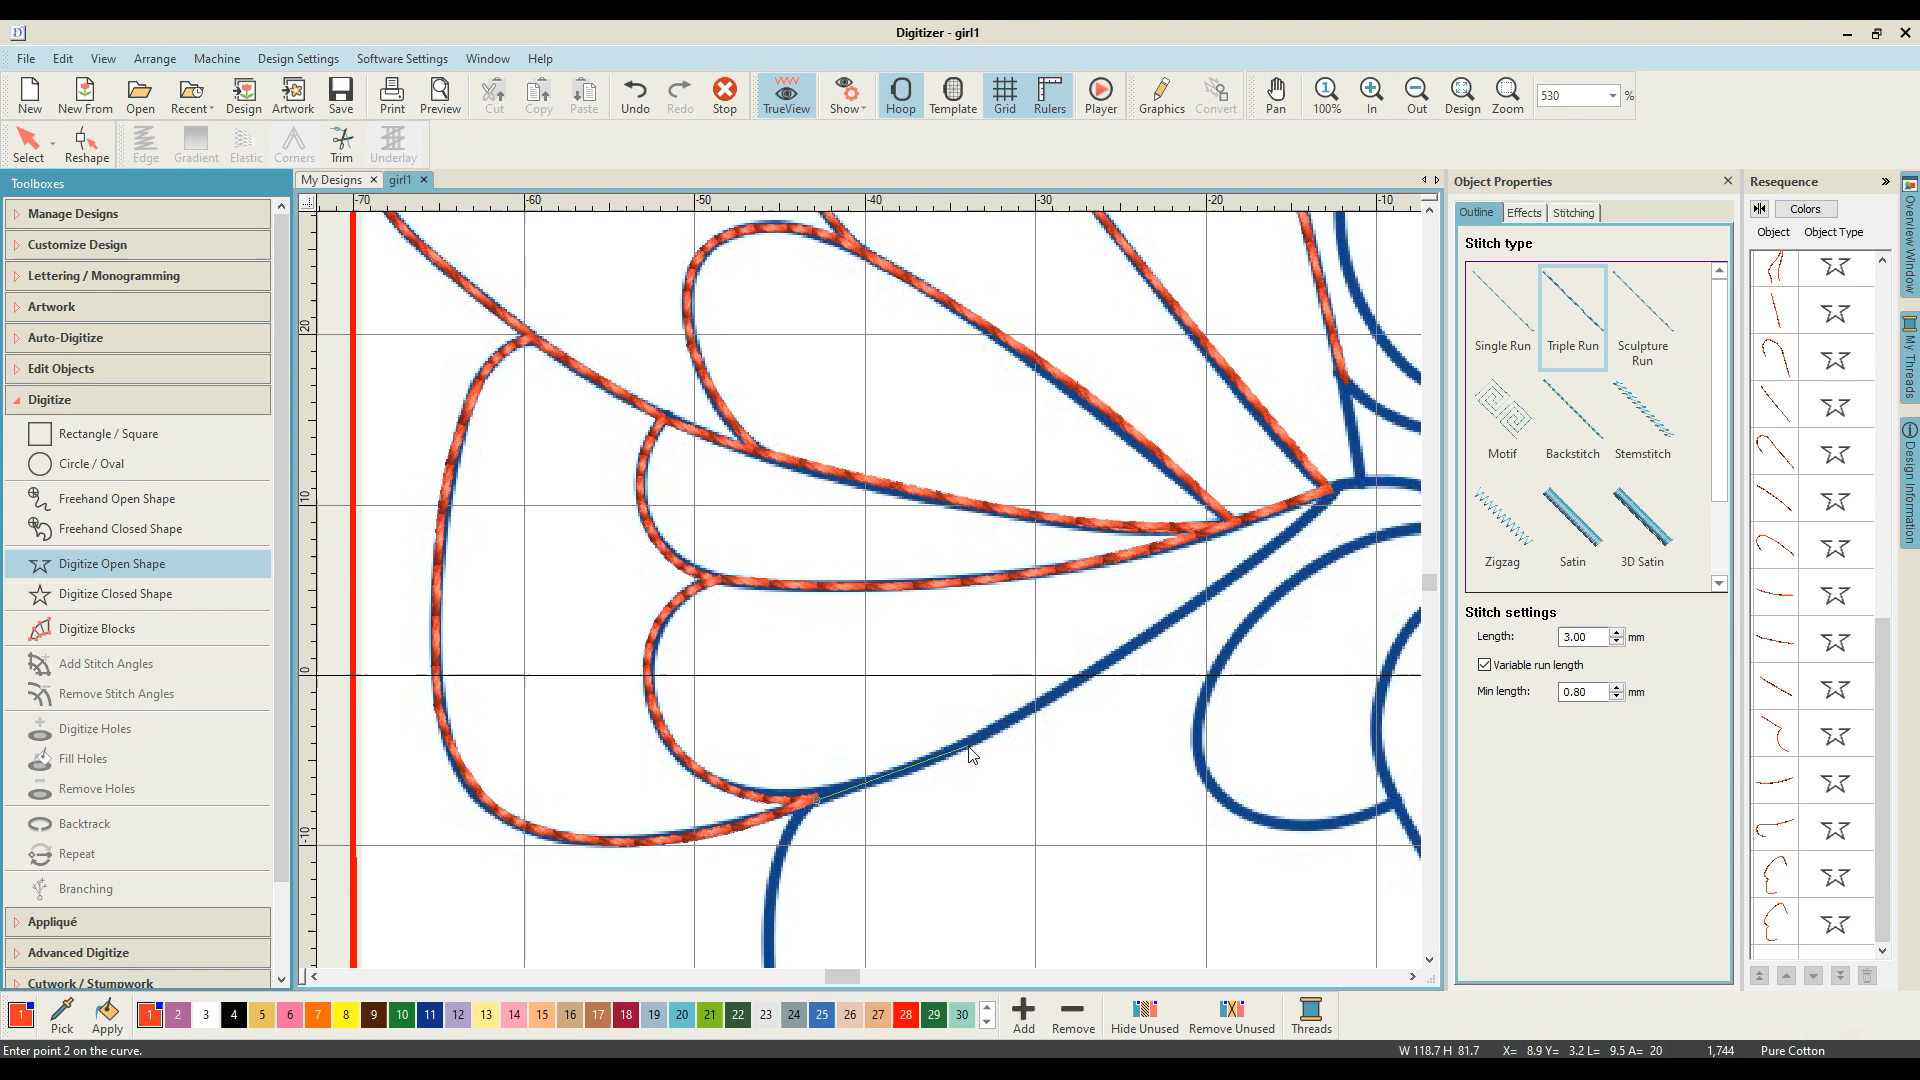 Digitizer - girl1
File Edit View Arrange Machine Design Settings Software Settings Window Help
New New From Open Recent Design Artwork Save Print Preview Cut Copy Paste Undo Redo Stop TrueView Show Hoop Template Grid Rulers Player Graphics Convert Pan 100% In Out Design Zoom 530 %
Select Reshape Edge Gradient Elastic Corners Trim Underlay
Toolboxes
Manage Designs
Customize Design
Lettering / Monogramming
Artwork
Auto-Digitize
Edit Objects
Digitize
Rectangle / Square
Circle / Oval
Freehand Open Shape
Freehand Closed Shape
Digitize Open Shape
Digitize Closed Shape
Digitize Blocks
Add Stitch Angles
Remove Stitch Angles
Digitize Holes
Fill Holes
Remove Holes
Backtrack
Repeat
Branching
Appliqué
Advanced Digitize
Cutwork / Stumpwork
My Designs girl1
-70 -60 -50 -40 -30 -20 -10
20
10
0
-10
Object Properties
Outline Effects Stitching
Stitch type
Single Run Triple Run Sculpture Run
Motif Backstitch Stemstitch
Zigzag Satin 3D Satin
Stitch settings
Length: 3.00 mm
Variable run length
Min length: 0.80 mm
Resequence
Colors
Object Object Type
Overview Window
My Threads
Design Information
1 Pick Apply 1 2 3 4 5 6 7 8 9 10 11 12 13 14 15 16 17 18 19 20 21 22 23 24 25 26 27 28 29 30 Add Remove Hide Unused Remove Unused Threads
Enter point 2 on the curve. W 118.7 H 81.7 X= 8.9 Y= 3.2 L= 9.5 A= 20 1,744 Pure Cotton